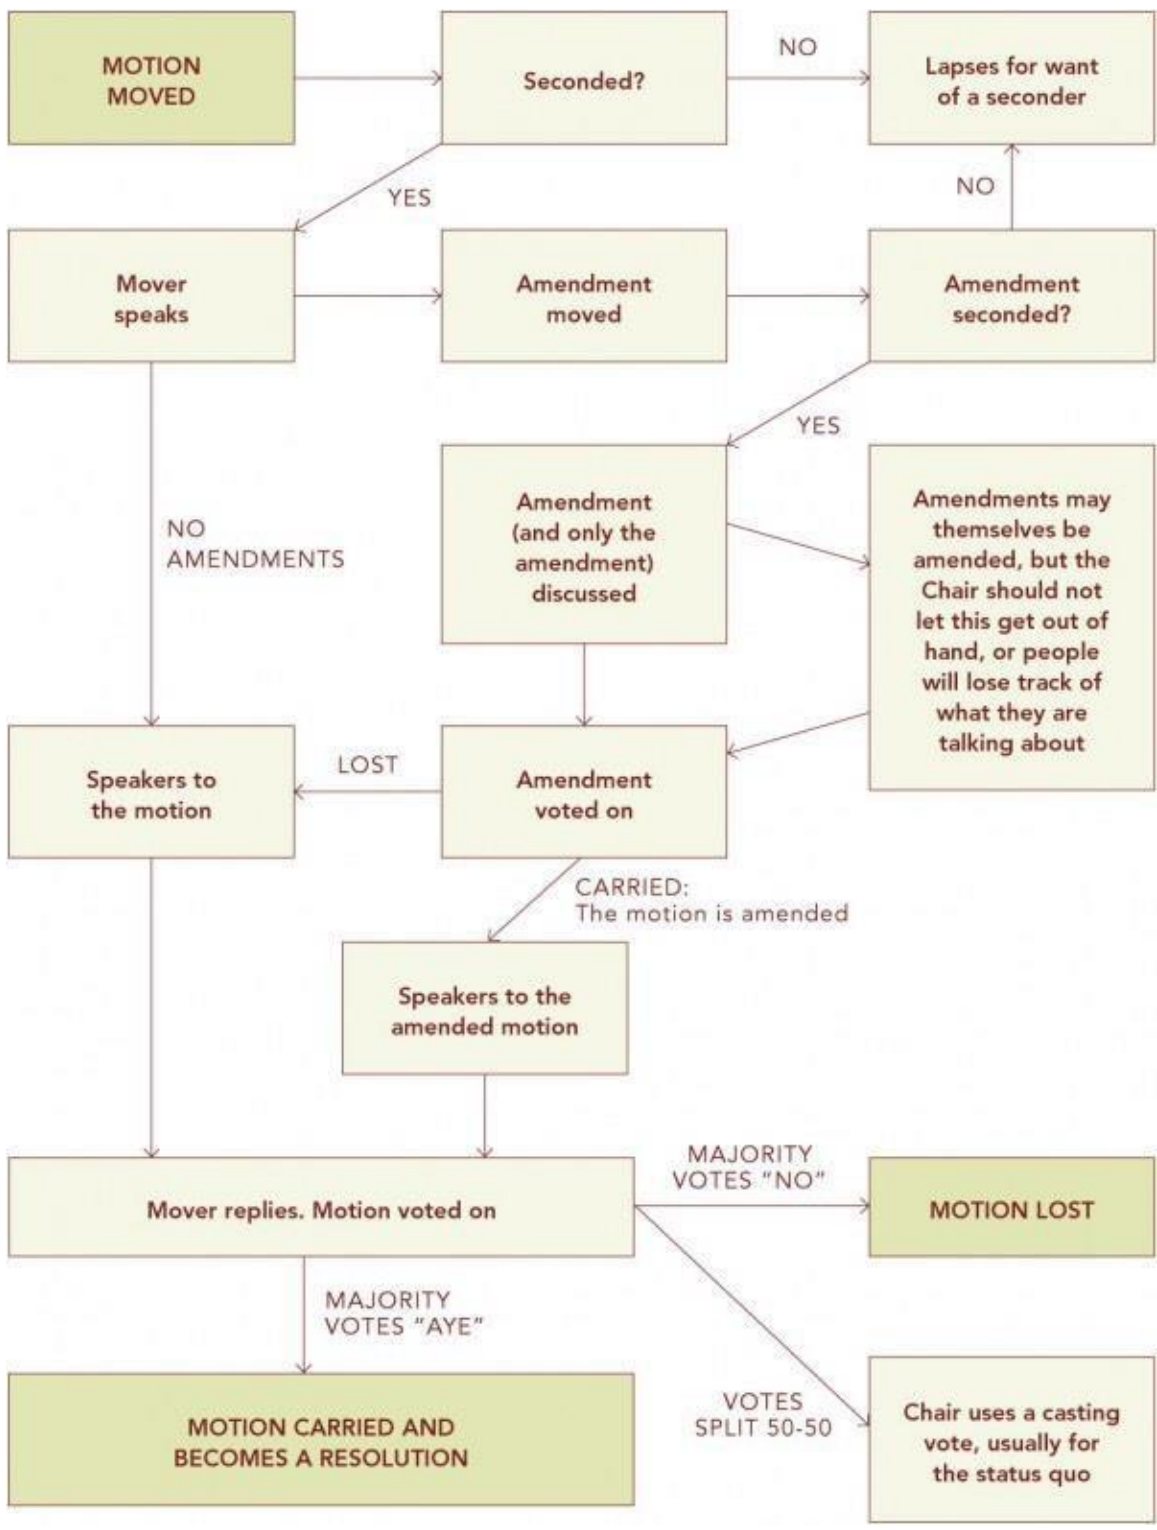 MOTION
MOVED
Seconded?
NO
Lapses for want
of a seconder
YES
NO
Mover
speaks
Amendment
moved
Amendment
seconded?
YES
NO
AMENDMENTS
Amendment
(and only the
amendment)
discussed
Amendments may
themselves be
amended, but the
Chair should not
let this get out of
hand, or people
will lose track of
what they are
talking about
Speakers to
the motion
LOST
Amendment
voted on
CARRIED:
The motion is amended
Speakers to the
amended motion
Mover replies. Motion voted on
MAJORITY
VOTES “NO”
MOTION LOST
MAJORITY
VOTES “AYE”
VOTES
SPLIT 50-50
Chair uses a casting
vote, usually for
the status quo
MOTION CARRIED AND
BECOMES A RESOLUTION